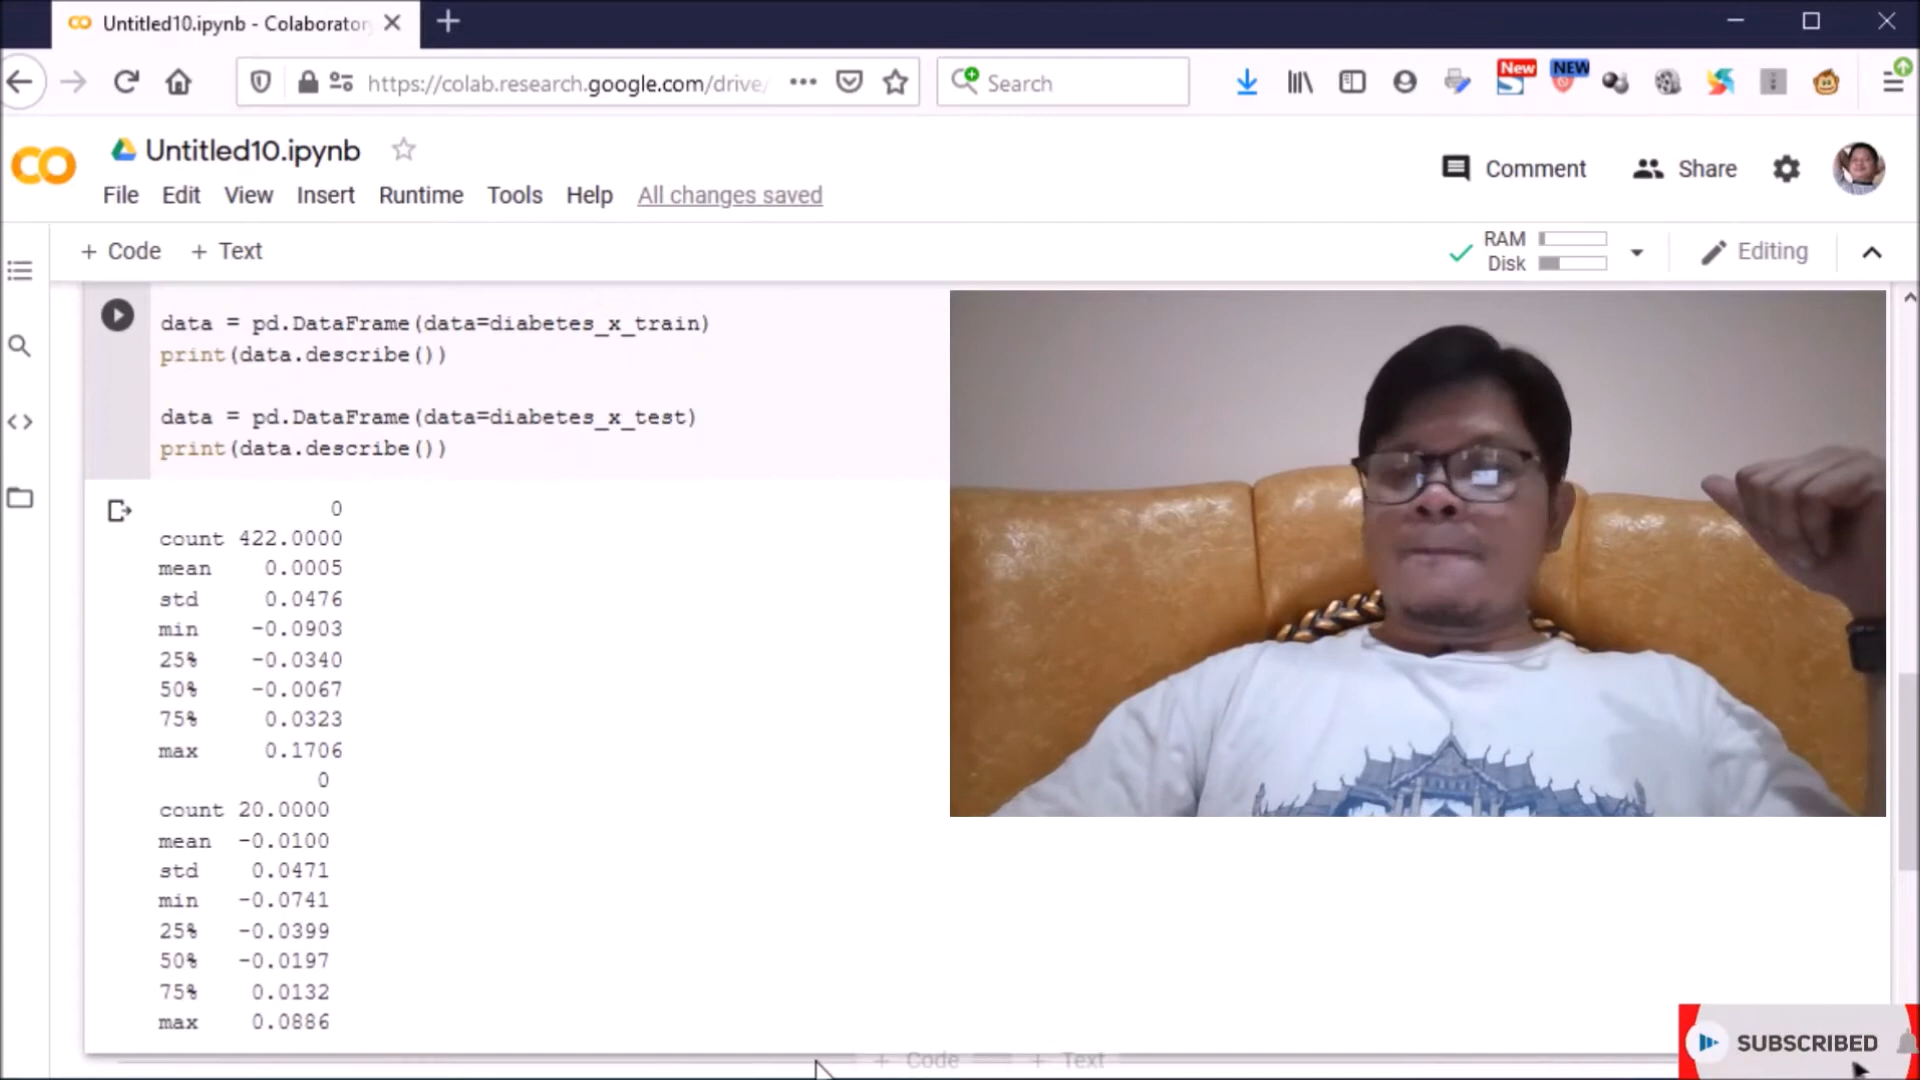 Untitled10.ipynb - Colaborator
https://colab.research.google.com/drive/
Search
New
NEW
CO
Untitled10.ipynb
Comment
Share
File Edit View Insert Runtime Tools Help All changes saved
+ Code + Text
RAM
Disk
Editing
data = pd.DataFrame(data=diabetes_x_train)
print(data.describe())
data = pd.DataFrame(data=diabetes_x_test)
print(data.describe())
0
count 422.0000
mean 0.0005
std 0.0476
min -0.0903
25% -0.0340
50% -0.0067
75% 0.0323
max 0.1706
0
count 20.0000
mean -0.0100
std 0.0471
min -0.0741
25% -0.0399
50% -0.0197
75% 0.0132
max 0.0886
+ Code + Text
SUBSCRIBED